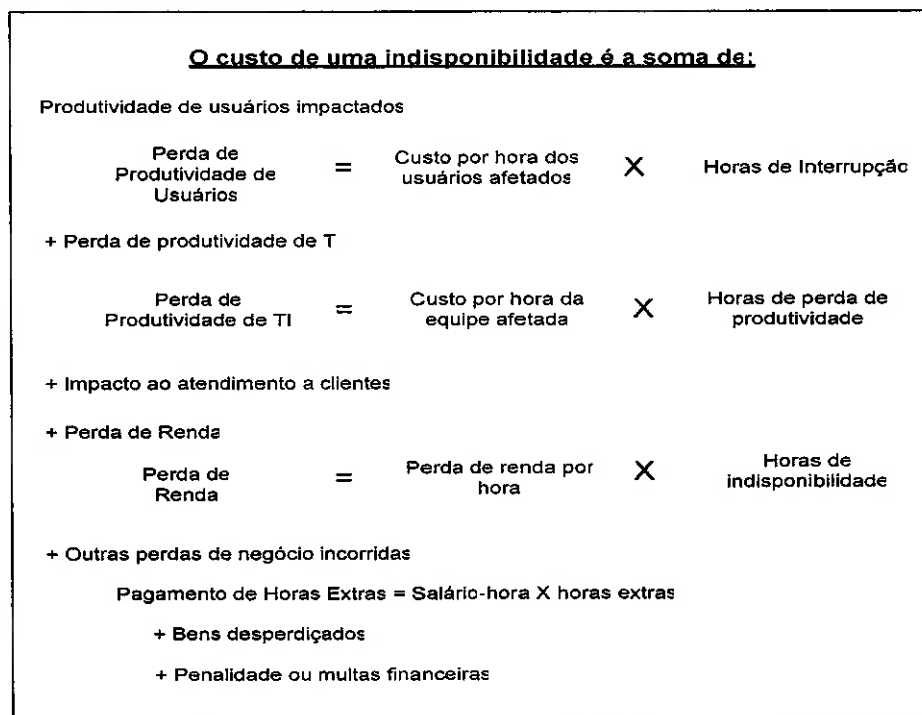 O custo de uma indisponibilidade é a soma de:
Produtividade de usuários impactados
Perda de Produtividade de Usuários = Custo por hora dos usuários afetados X Horas de Interrupção
+ Perda de produtividade de T
Perda de Produtividade de TI = Custo por hora da equipe afetada X Horas de perda de produtividade
+ Impacto ao atendimento a clientes
+ Perda de Renda
Perda de Renda = Perda de renda por hora X Horas de indisponibilidade
+ Outras perdas de negócio incorridas
Pagamento de Horas Extras = Salário-hora X horas extras
+ Bens desperdiçados
+ Penalidade ou multas financeiras